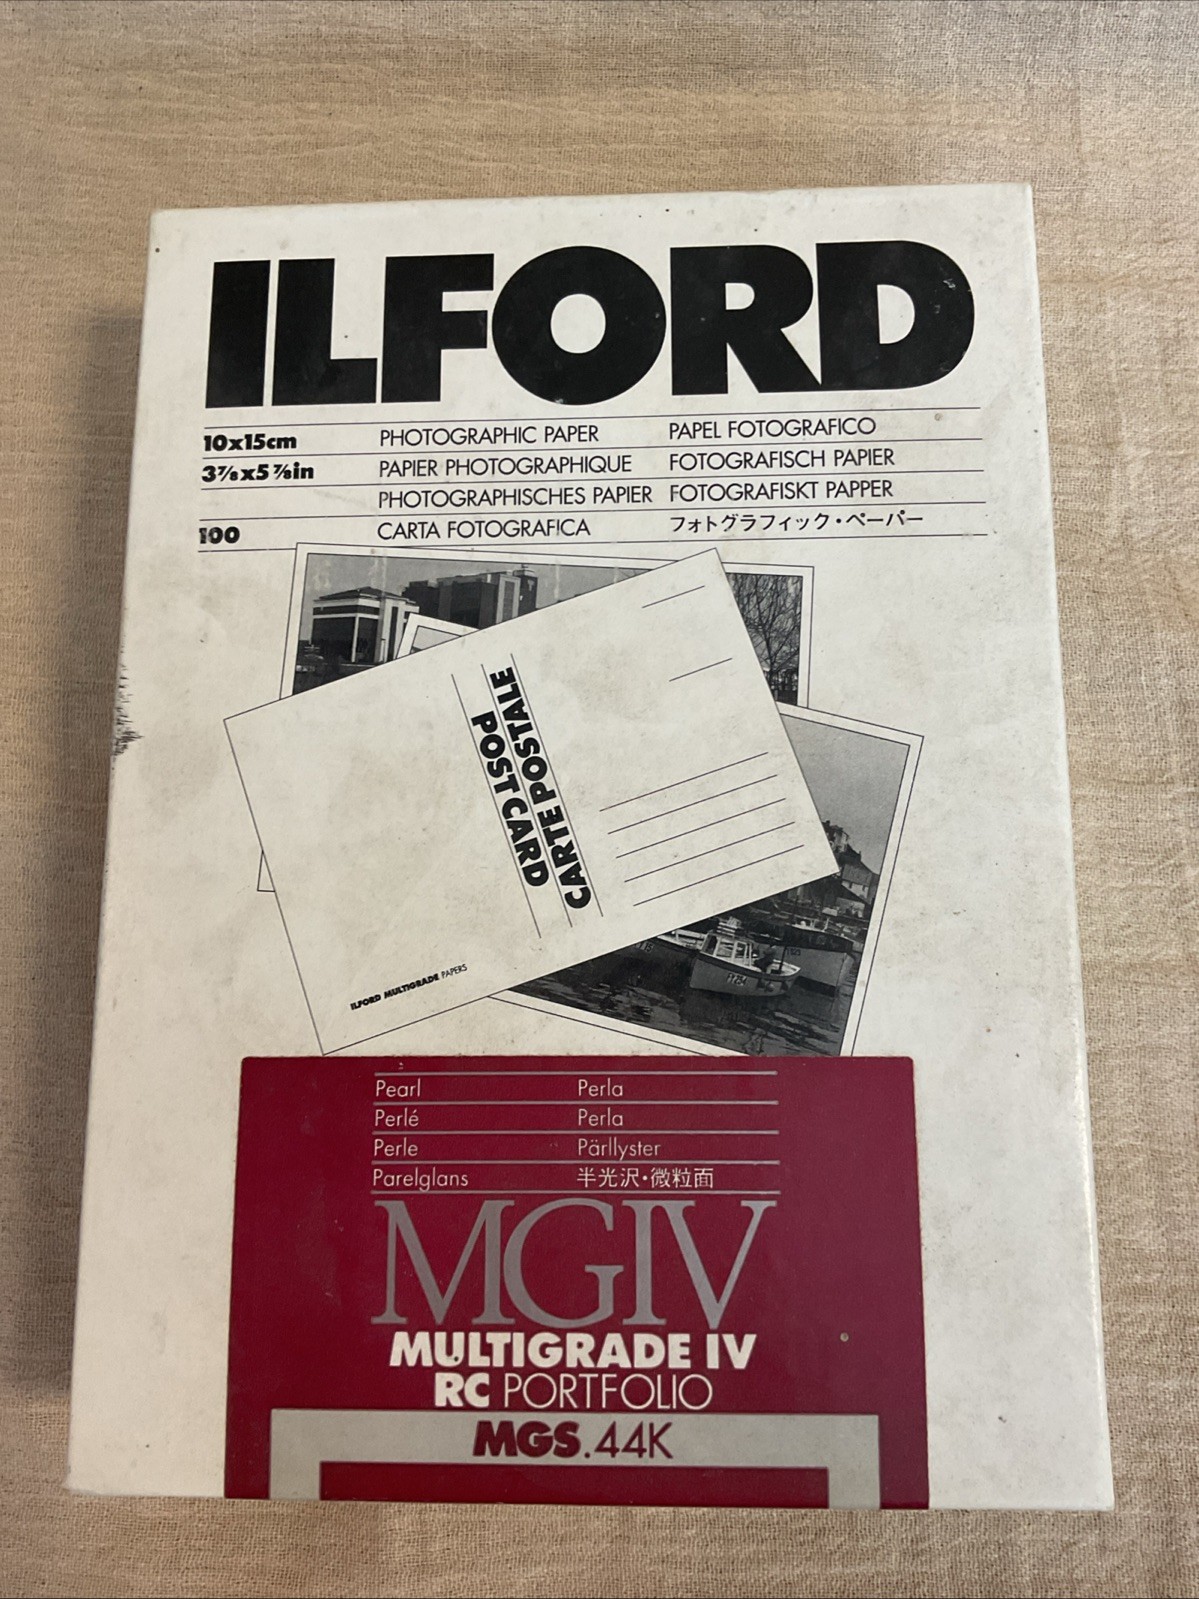 ILFORD
10x15cm PHOTOGRAPHIC PAPER PAPEL FOTOGRAFICO
3⅞x5⅞in PAPIER PHOTOGRAPHIQUE FOTOGRAFISCH PAPIER
PHOTOGRAPHISCHES PAPIER FOTOGRAFISKT PAPPER
100 CARTA FOTOGRAFICA フォトグラフィック・ペーパー
POST CARD
CARTE POSTALE
ILFORD MULTIGRADE PAPERS
Pearl Perla
Perlé Perla
Perle Pärllyster
Parelglans 半光沢・微粒面
MGIV
MULTIGRADE IV
RC PORTFOLIO
MGS.44K